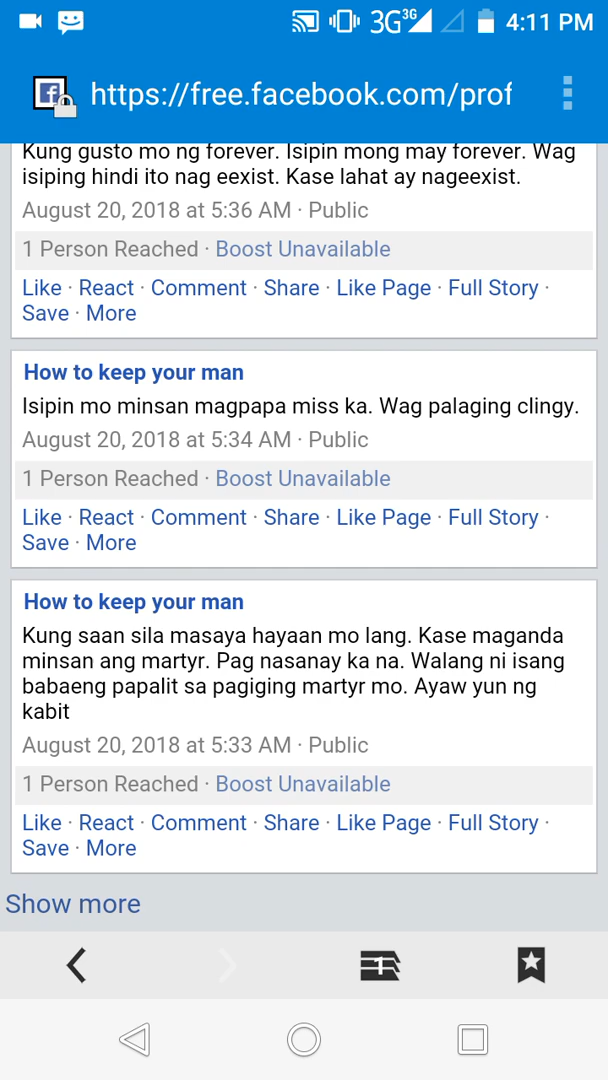 3G 3G 4:11 PM
https://free.facebook.com/prof
Kung gusto mo ng forever. Isipin mong may forever. Wag
isiping hindi ito nag eexist. Kase lahat ay nageexist.
August 20, 2018 at 5:36 AM · Public
1 Person Reached · Boost Unavailable
Like · React · Comment · Share · Like Page · Full Story ·
Save · More
How to keep your man
Isipin mo minsan magpapa miss ka. Wag palaging clingy.
August 20, 2018 at 5:34 AM · Public
1 Person Reached · Boost Unavailable
Like · React · Comment · Share · Like Page · Full Story ·
Save · More
How to keep your man
Kung saan sila masaya hayaan mo lang. Kase maganda
minsan ang martyr. Pag nasanay ka na. Walang ni isang
babaeng papalit sa pagiging martyr mo. Ayaw yun ng
kabit
August 20, 2018 at 5:33 AM · Public
1 Person Reached · Boost Unavailable
Like · React · Comment · Share · Like Page · Full Story ·
Save · More
Show more
1